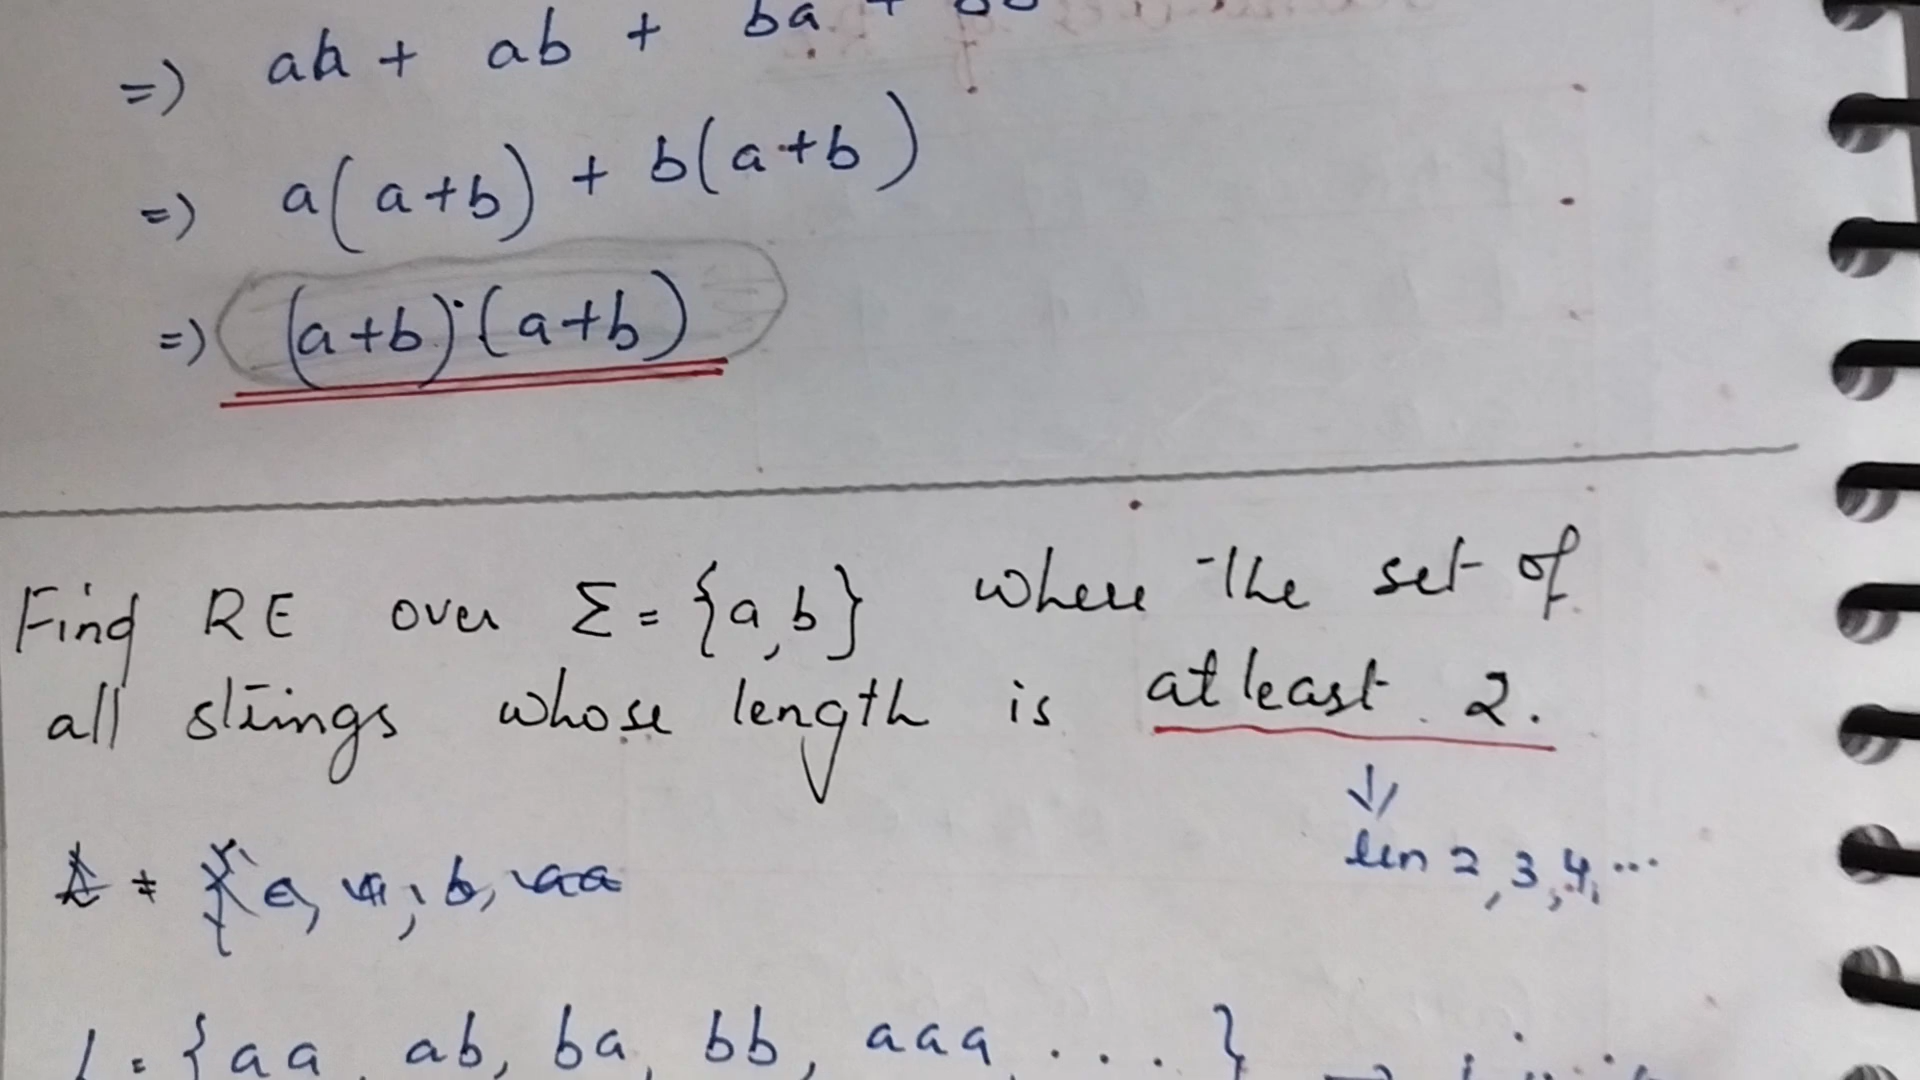 => aa + ab + ba +
=> a(a+b) + b(a+b)
=> (a+b)·(a+b)
Find RE over Σ = {a,b} where the set of
all strings whose length is atleast 2.
↓
len 2,3,4,...
L = {aa, ab, ba, bb, aaa .... }